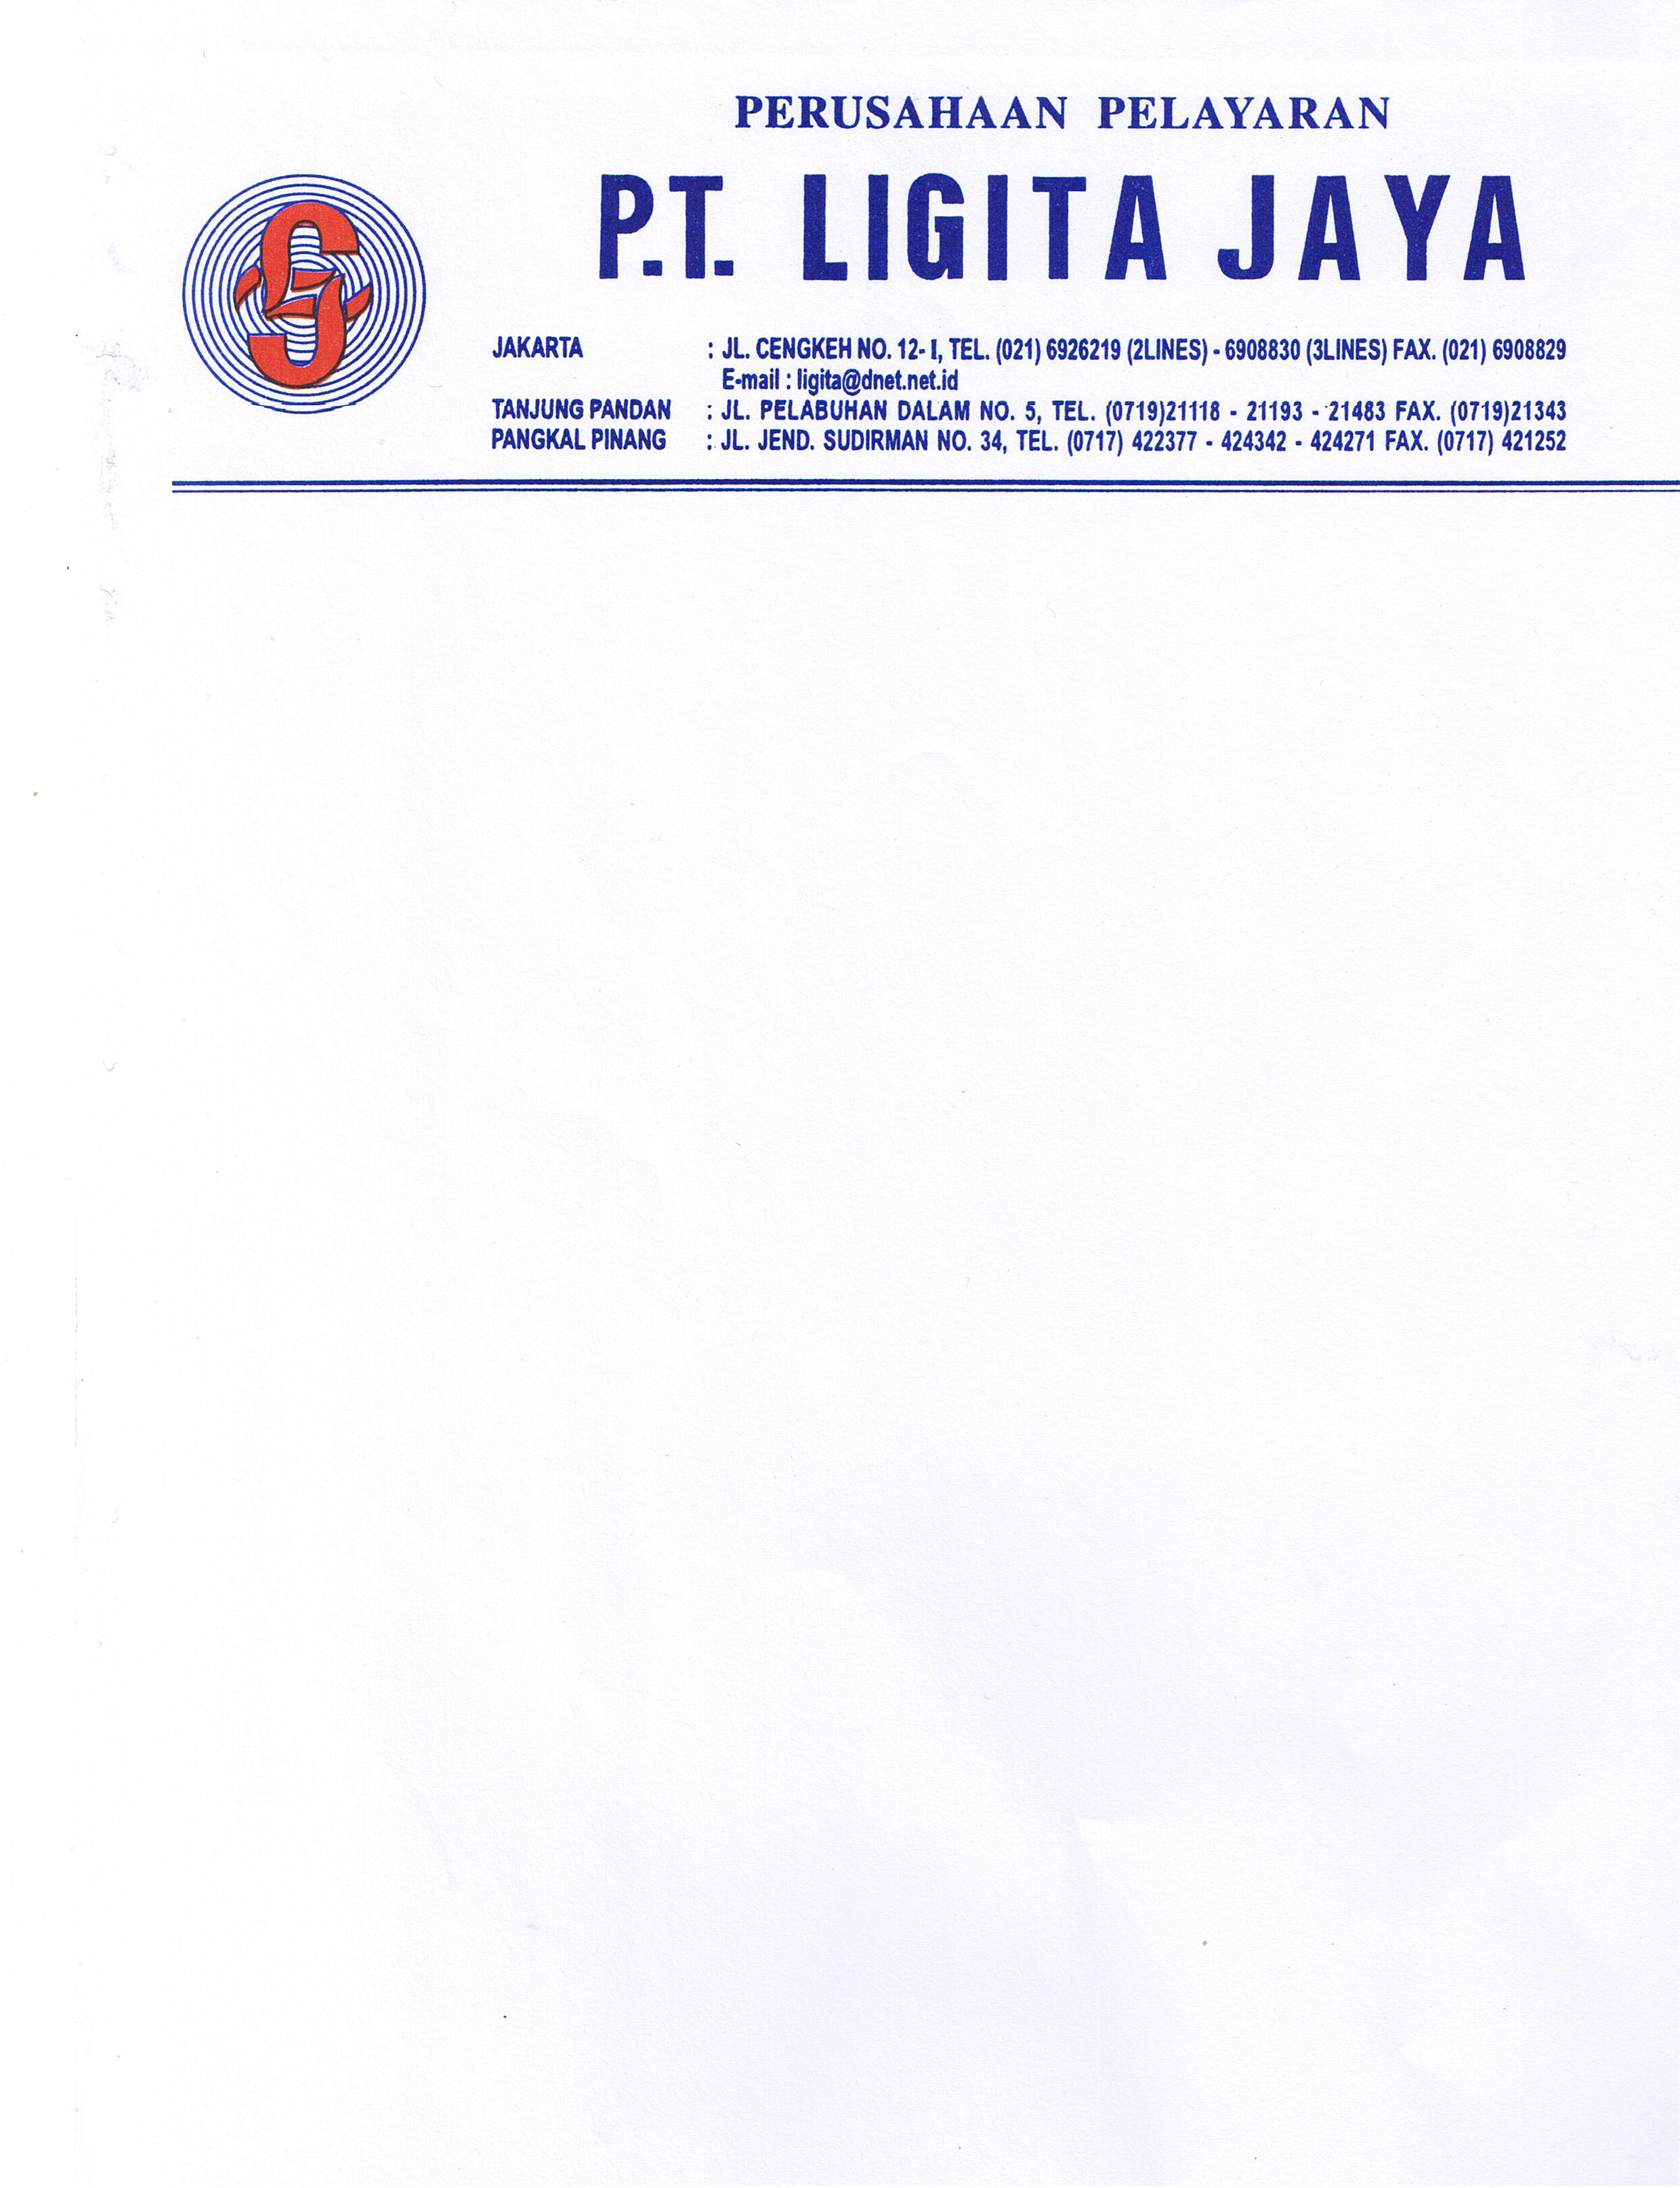 PERUSAHAAN PELAYARAN
P.T. LIGITA JAYA
JAKARTA : JL. CENGKEH NO. 12- I, TEL. (021) 6926219 (2LINES) - 6908830 (3LINES) FAX. (021) 6908829
E-mail : ligita@dnet.net.id
TANJUNG PANDAN : JL. PELABUHAN DALAM NO. 5, TEL. (0719)21118 - 21193 - 21483 FAX. (0719)21343
PANGKAL PINANG : JL. JEND. SUDIRMAN NO. 34, TEL. (0717) 422377 - 424342 - 424271 FAX. (0717) 421252